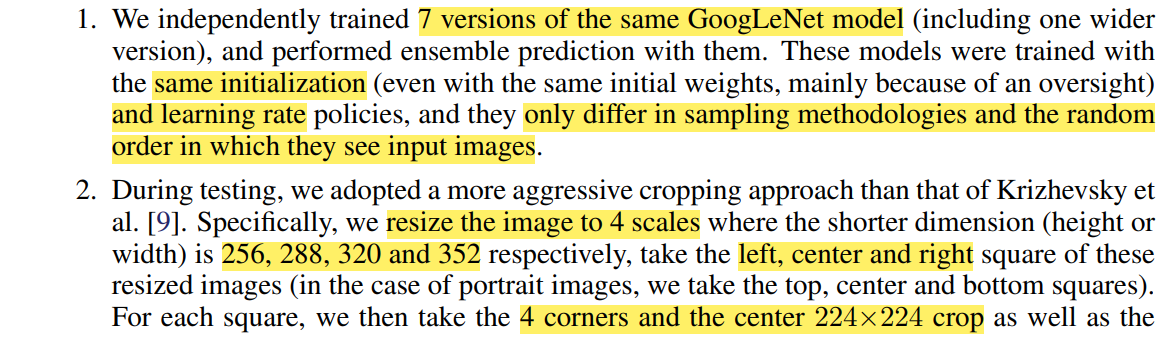 1. We independently trained 7 versions of the same GoogLeNet model (including one wider
version), and performed ensemble prediction with them. These models were trained with
the same initialization (even with the same initial weights, mainly because of an oversight)
and learning rate policies, and they only differ in sampling methodologies and the random
order in which they see input images.
2. During testing, we adopted a more aggressive cropping approach than that of Krizhevsky et
al. [9]. Specifically, we resize the image to 4 scales where the shorter dimension (height or
width) is 256, 288, 320 and 352 respectively, take the left, center and right square of these
resized images (in the case of portrait images, we take the top, center and bottom squares).
For each square, we then take the 4 corners and the center 224×224 crop as well as the